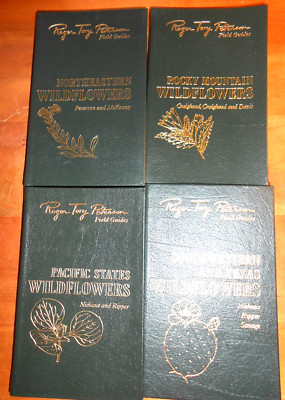 Roger Tory Peterson
Field Guides
NORTHEASTERN
WILDFLOWERS
Peterson and McKenny
Roger Tory Peterson
Field Guides
ROCKY MOUNTAIN
WILDFLOWERS
Craighead, Craighead and Davis
Roger Tory Peterson
Field Guides
PACIFIC STATES
WILDFLOWERS
Niehaus and Ripper
Roger Tory Peterson
Field Guides
SOUTHWESTERN
TEXAS
WILDFLOWERS
Niehaus
Ripper
Savage